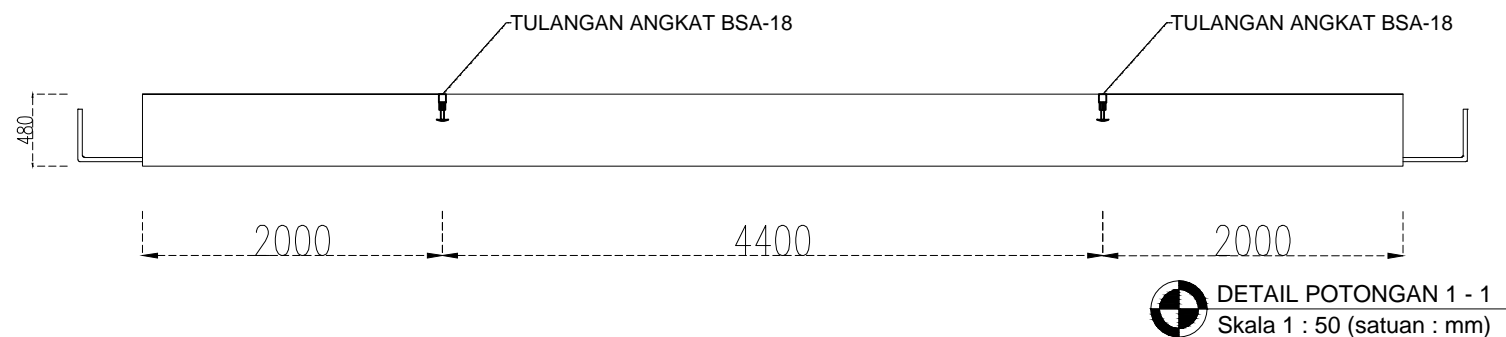 TULANGAN ANGKAT BSA-18
TULANGAN ANGKAT BSA-18
480
2000
4400
2000
DETAIL POTONGAN 1 - 1
Skala 1 : 50 (satuan : mm)